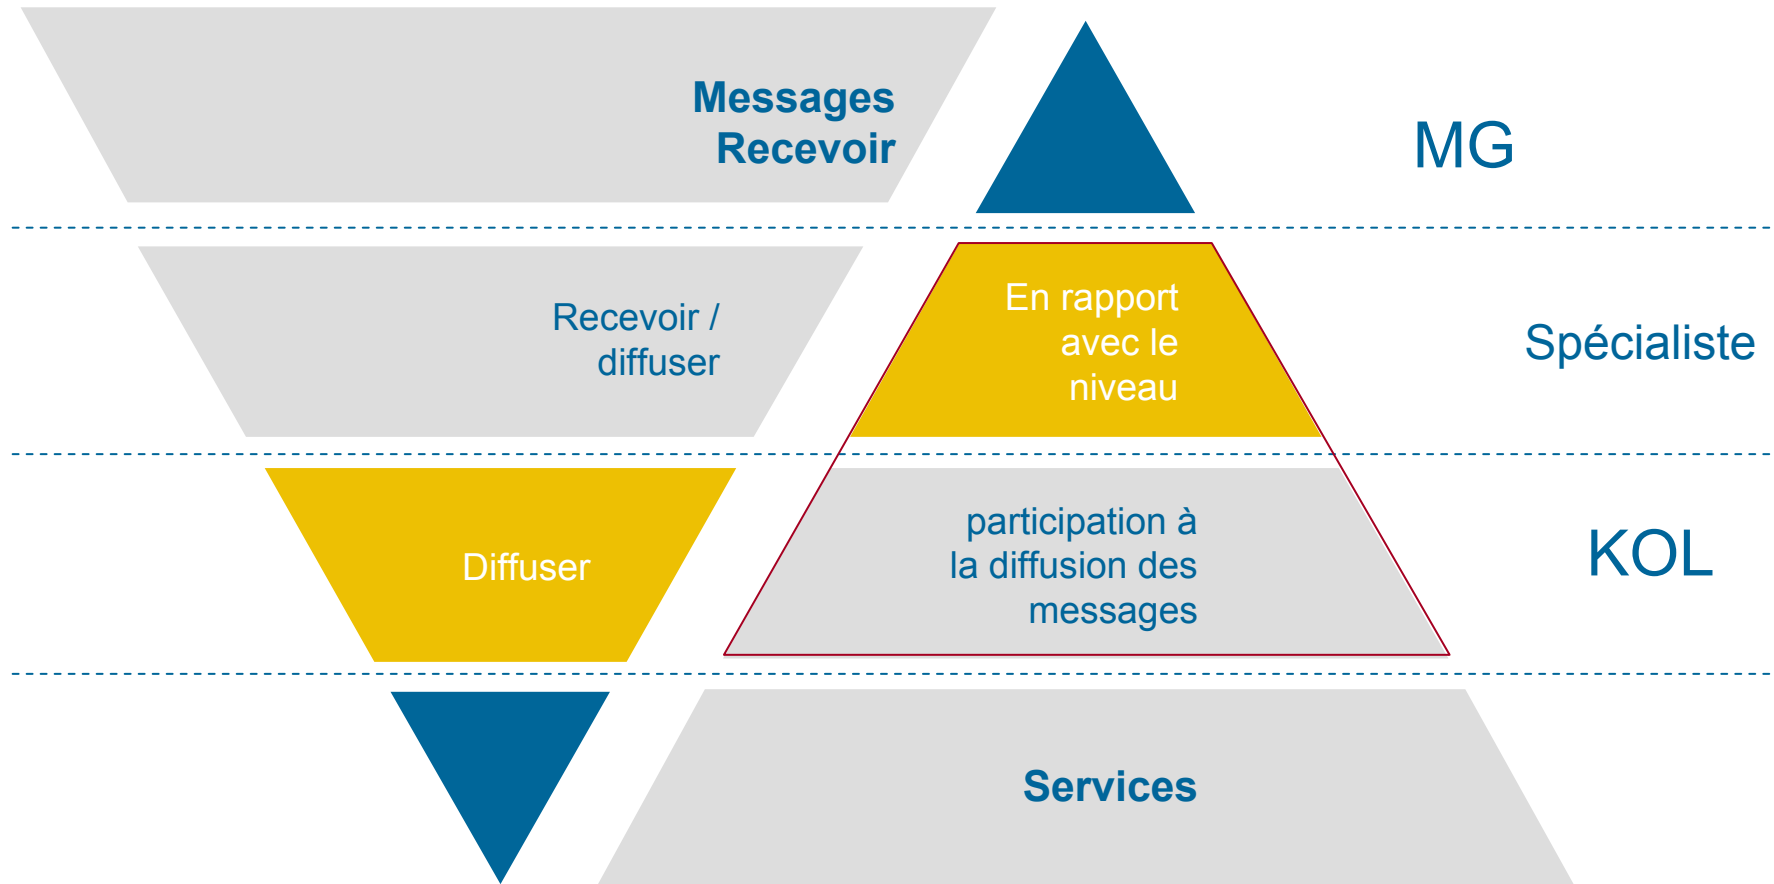 Messages
Recevoir
MG
Recevoir /
diffuser
En rapport
avec le
niveau
Spécialiste
Diffuser
participation à
la diffusion des
messages
KOL
Services